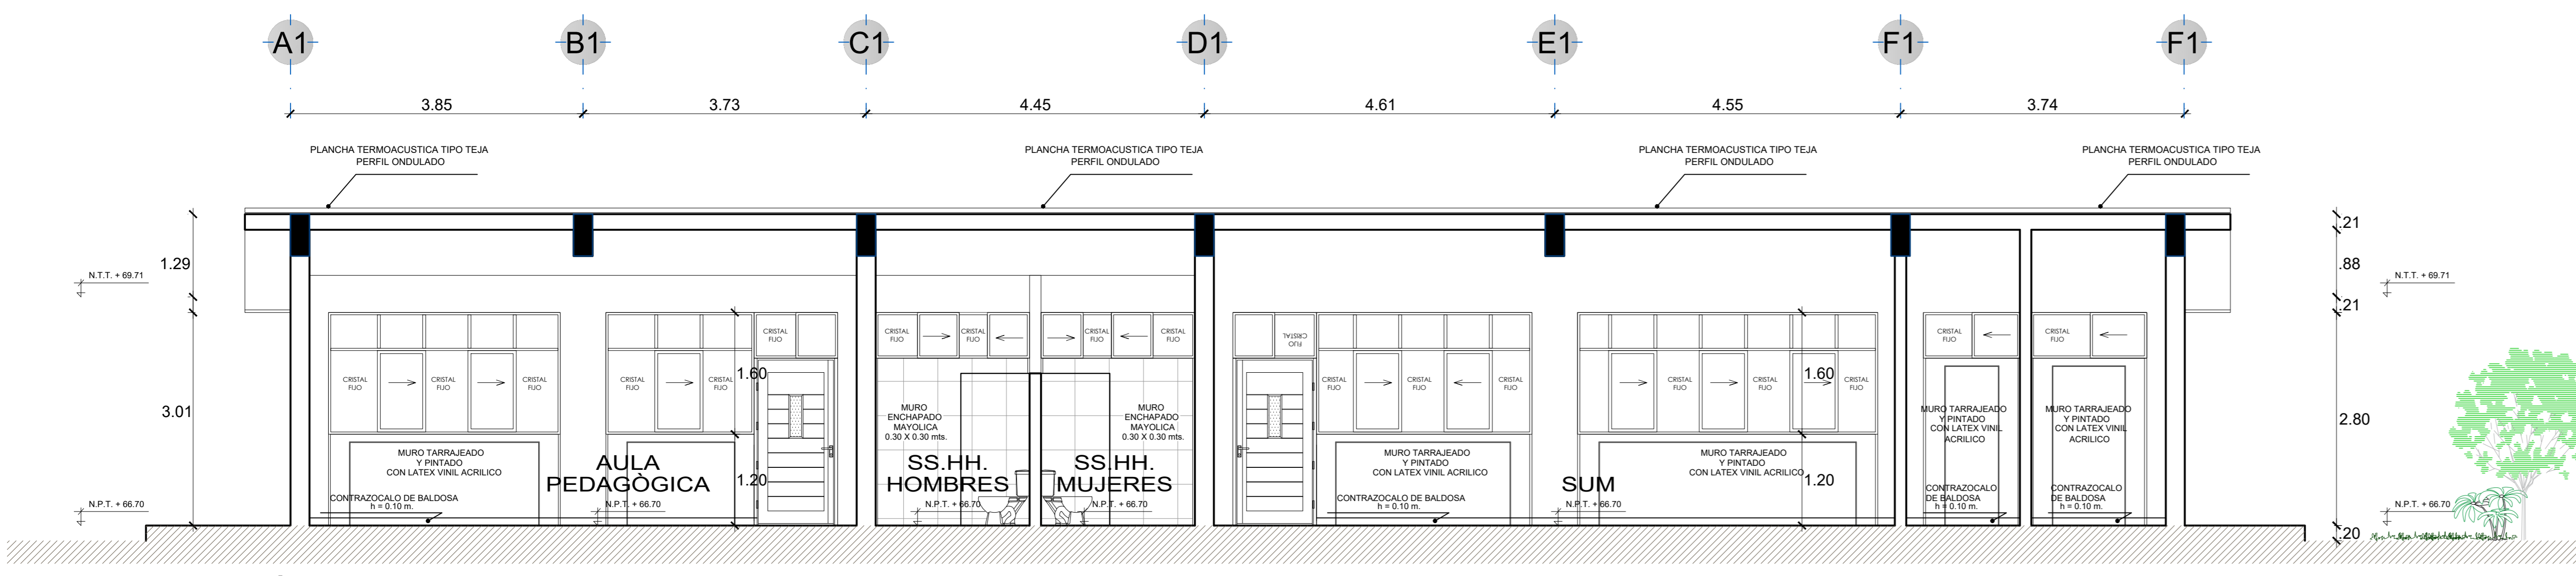 A1 B1 C1 D1 E1 F1 F1
3.85 3.73 4.45 4.61 4.55 3.74
PLANCHA TERMOACUSTICA TIPO TEJA
PERFIL ONDULADO
PLANCHA TERMOACUSTICA TIPO TEJA
PERFIL ONDULADO
PLANCHA TERMOACUSTICA TIPO TEJA
PERFIL ONDULADO
PLANCHA TERMOACUSTICA TIPO TEJA
PERFIL ONDULADO
N.T.T. + 69.71
1.29
3.01
N.P.T. + 66.70
CRISTAL
FIJO
CRISTAL
FIJO
CRISTAL
FIJO
MURO TARRAJEADO
Y PINTADO
CON LATEX VINIL ACRILICO
CONTRAZOCALO DE BALDOSA
h = 0.10 m.
AULA
PEDAGÒGICA
N.P.T. + 66.70
CRISTAL
FIJO
CRISTAL
FIJO
CRISTAL
FIJO
1.60
1.20
CRISTAL
FIJO
CRISTAL
FIJO
MURO
ENCHAPADO
MAYOLICA
0.30 X 0.30 mts.
SS.HH.
HOMBRES
N.P.T. + 66.70
CRISTAL
FIJO
CRISTAL
FIJO
MURO
ENCHAPADO
MAYOLICA
0.30 X 0.30 mts.
SS.HH.
MUJERES
N.P.T. + 66.70
CRISTAL
FIJO
CRISTAL
FIJO
CRISTAL
FIJO
CRISTAL
FIJO
MURO TARRAJEADO
Y PINTADO
CON LATEX VINIL ACRILICO
CONTRAZOCALO DE BALDOSA
h = 0.10 m.
SUM
N.P.T. + 66.70
CRISTAL
FIJO
CRISTAL
FIJO
CRISTAL
FIJO
1.60
MURO TARRAJEADO
Y PINTADO
CON LATEX VINIL ACRILICO
1.20
CRISTAL
FIJO
MURO TARRAJEADO
Y PINTADO
CON LATEX VINIL
ACRILICO
CONTRAZOCALO
DE BALDOSA
h = 0.10 m.
CRISTAL
FIJO
MURO TARRAJEADO
Y PINTADO
CON LATEX VINIL
ACRILICO
CONTRAZOCALO
DE BALDOSA
h = 0.10 m.
.21
.88
.21
2.80
.20
N.T.T. + 69.71
N.P.T. + 66.70